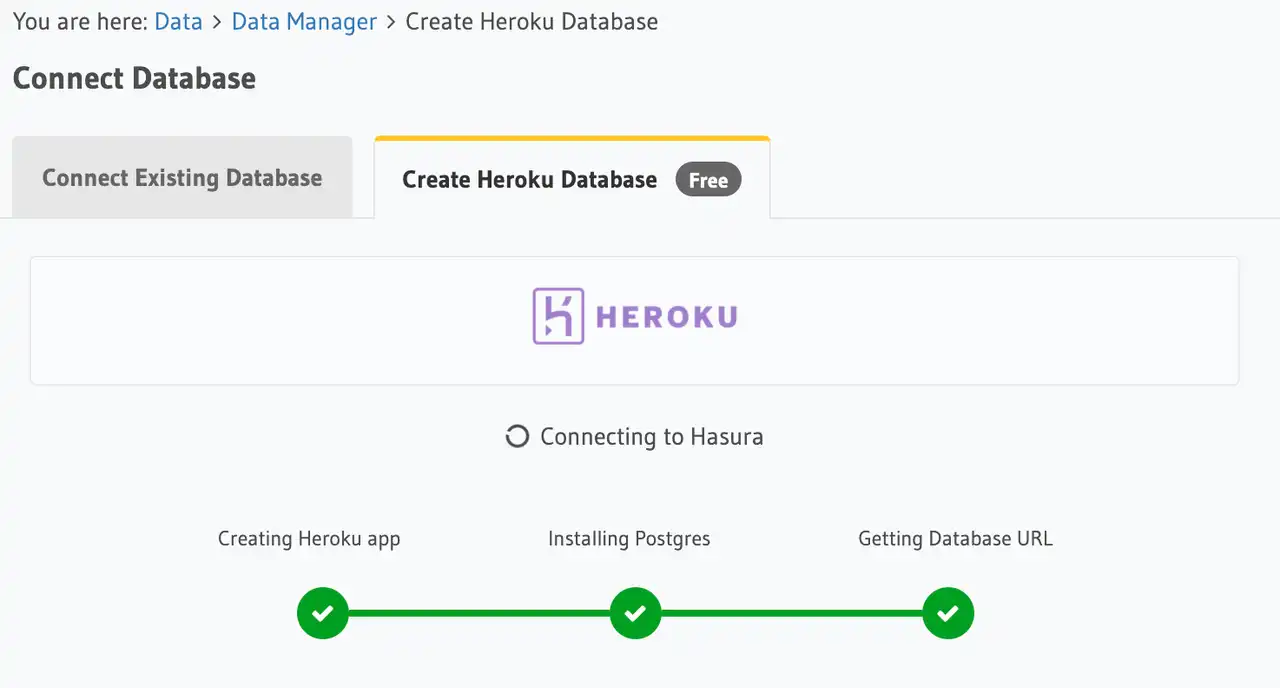 You are here: Data > Data Manager > Create Heroku Database
Connect Database
Connect Existing Database
Create Heroku Database Free
HEROKU
Connecting to Hasura
Creating Heroku app Installing Postgres Getting Database URL